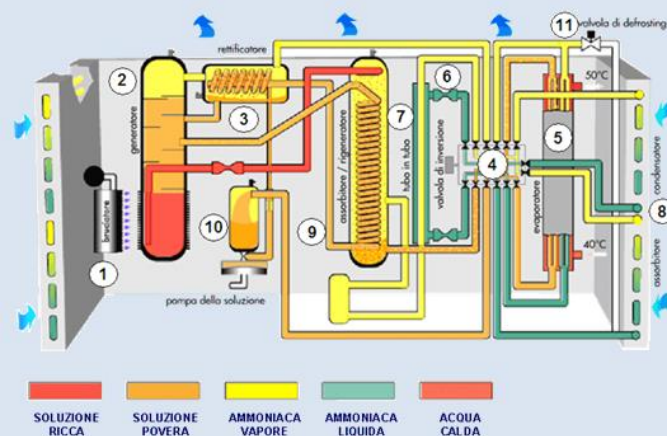 11
valvola di defrosting
rettificatore
2
3
generatore
50°C
6
7
assorbitore / rigeneratore
tubo in tubo
valvola di inversione
4
5
evaporatore
condensatore
8
bruciatore
10
9
40°C
assorbitore
1
pompa della soluzione
SOLUZIONE RICCA
SOLUZIONE POVERA
AMMONIACA VAPORE
AMMONIACA LIQUIDA
ACQUA CALDA